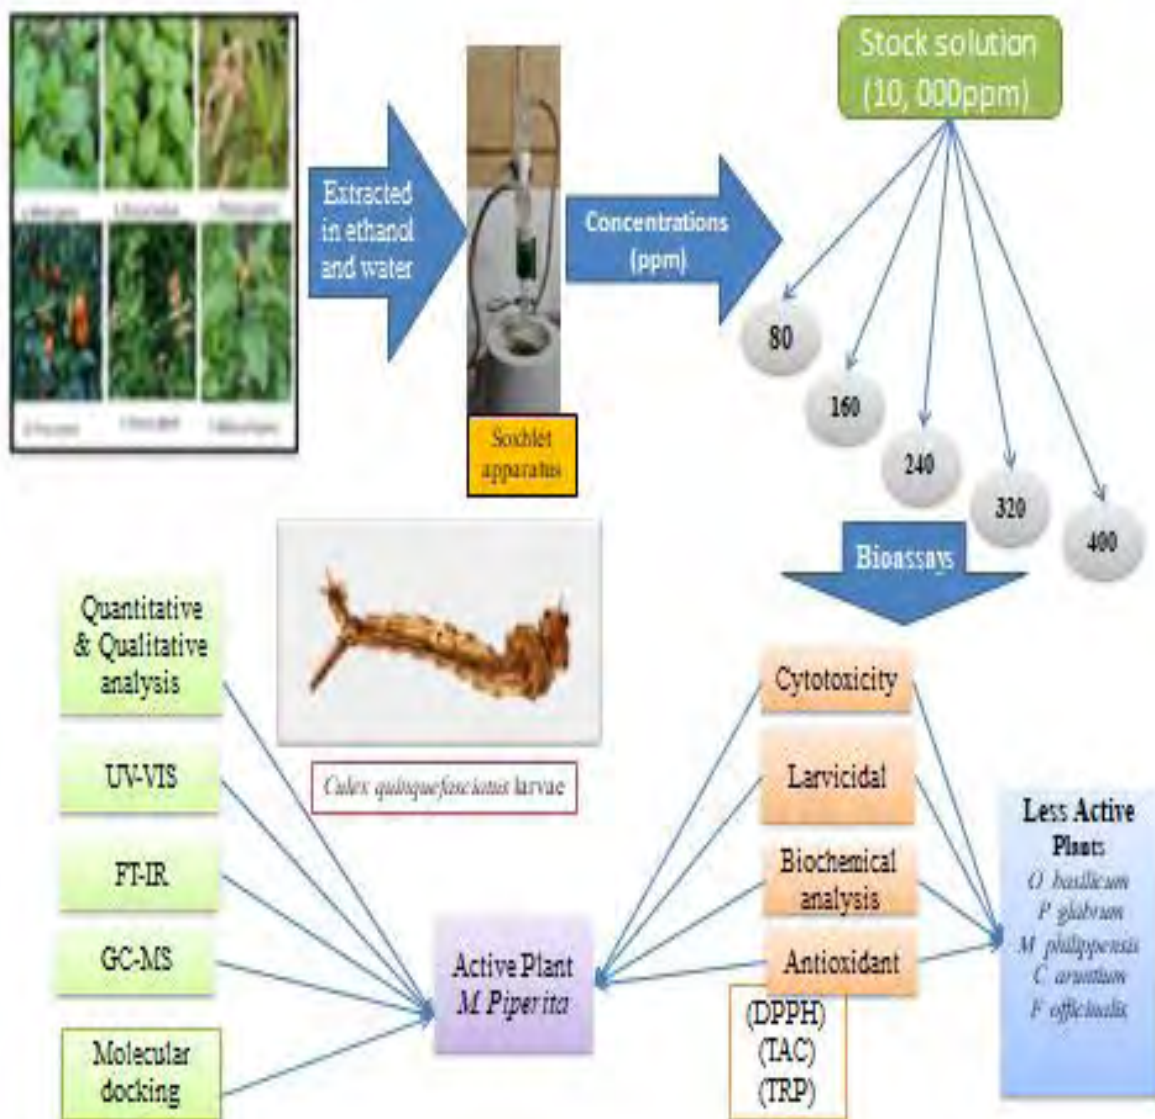 Extracted
in ethanol
and water
Soxhlet
apparatus
Concentrations
(ppm)
Stock solution
(10, 000ppm)
80
160
240
320
400
Bioassays
Culex quinquefasciatus larvae
Quantitative
& Qualitative
analysis
UV-VIS
FT-IR
GC-MS
Molecular
docking
Active Plant
M Piperita
Cytotoxicity
Larvicidal
Biochemical
analysis
Antioxidant
(DPPH)
(TAC)
(TRP)
Less Active
Plants
O basilicum
P glabrum
M philippensis
C aruntium
F officinalis